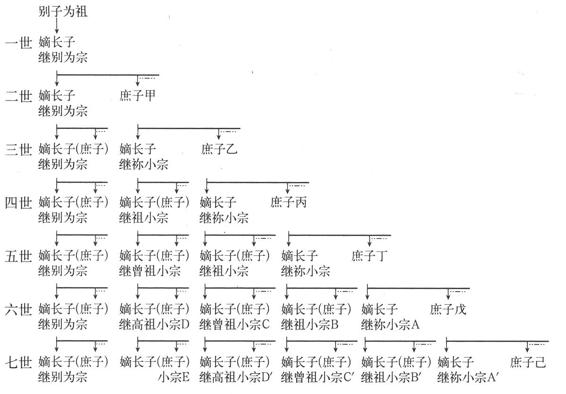 别子为祖
一世 嫡长子
继别为宗
二世 嫡长子 庶子甲
继别为宗
三世 嫡长子(庶子) 嫡长子 庶子乙
继别为宗 继祢小宗
四世 嫡长子(庶子) 嫡长子(庶子) 嫡长子 庶子丙
继别为宗 继祖小宗 继祢小宗
五世 嫡长子(庶子) 嫡长子(庶子) 嫡长子(庶子) 嫡长子 庶子丁
继别为宗 继曾祖小宗 继祖小宗 继祢小宗
六世 嫡长子(庶子) 嫡长子(庶子) 嫡长子(庶子) 嫡长子(庶子) 嫡长子 庶子戊
继别为宗 继高祖小宗D 继曾祖小宗C 继祖小宗B 继祢小宗A
七世 嫡长子(庶子) 嫡长子(庶子) 嫡长子(庶子) 嫡长子(庶子) 嫡长子(庶子) 嫡长子 庶子己
继别为宗 小宗E 继高祖小宗D′ 继曾祖小宗C′ 继祖小宗B′ 继祢小宗A′